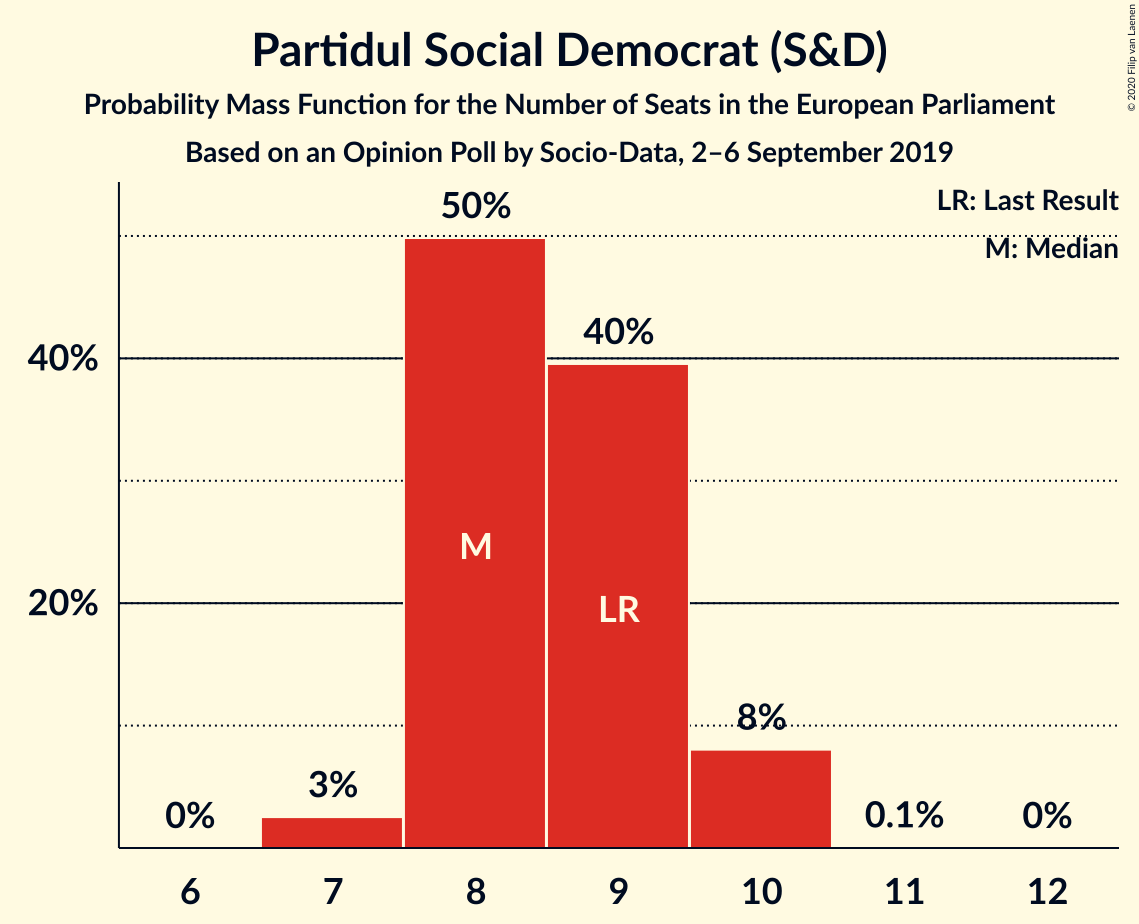 Partidul Social Democrat (S&D)
Probability Mass Function for the Number of Seats in the European Parliament
Based on an Opinion Poll by Socio-Data, 2–6 September 2019
© 2020 Filip van Laenen
LR: Last Result
M: Median
50%
40%
40%
20%
M
LR
0%
3%
8%
0.1%
0%
6 7 8 9 10 11 12